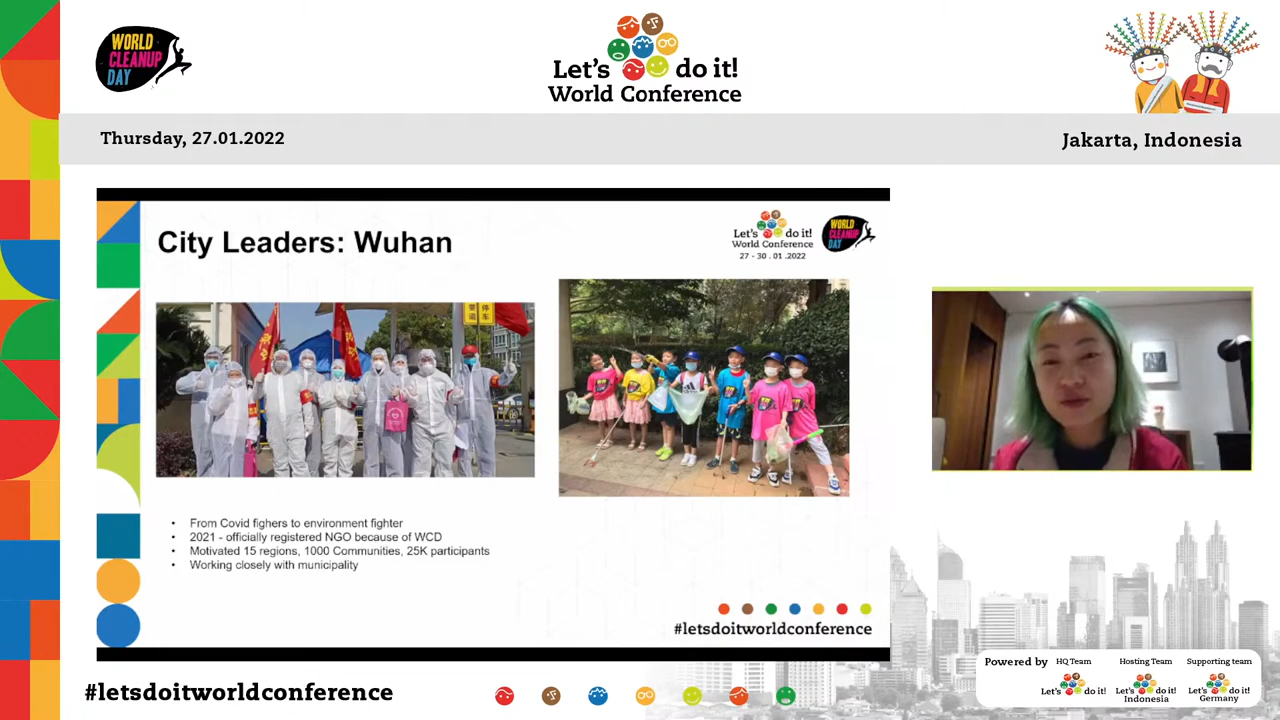 WORLD
CLEANUP
DAY
Let's do it!
World Conference
Thursday, 27.01.2022
Jakarta, Indonesia
City Leaders: Wuhan
Let's do it!
World Conference
27 - 30 . 01 .2022
WORLD
CLEANUP
DAY
• From Covid fighers to environment fighter
• 2021 - officially registered NGO because of WCD
• Motivated 15 regions, 1000 Communities, 25K participants
• Working closely with municipality
#letsdoitworldconference
#letsdoitworldconference
Powered by
HQ Team
Hosting Team
Supporting team
Let's do it!
Let's do it!
Indonesia
Let's do it!
Germany